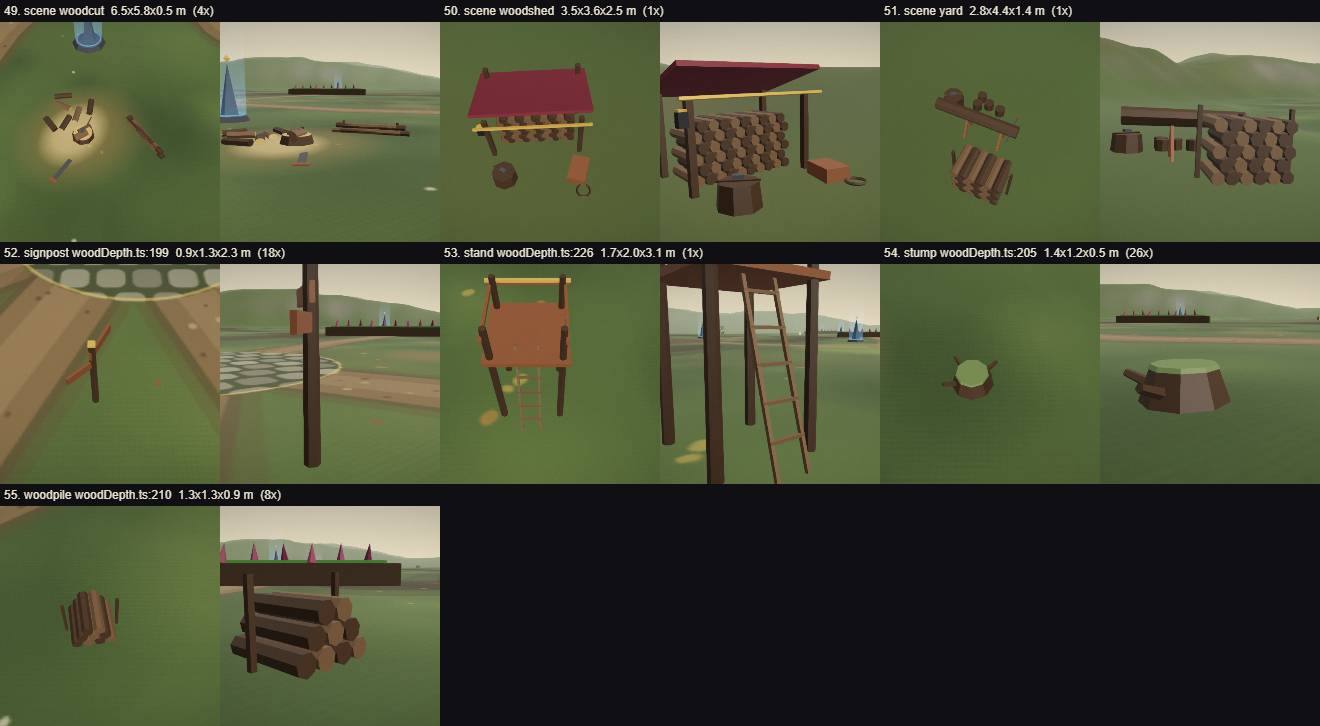 49. scene woodcut 6.5x5.8x0.5 m (4x)
50. scene woodshed 3.5x3.6x2.5 m (1x)
51. scene yard 2.8x4.4x1.4 m (1x)
52. signpost woodDepth.ts:199 0.9x1.3x2.3 m (18x)
53. stand woodDepth.ts:226 1.7x2.0x3.1 m (1x)
54. stump woodDepth.ts:205 1.4x1.2x0.5 m (26x)
55. woodpile woodDepth.ts:210 1.3x1.3x0.9 m (8x)